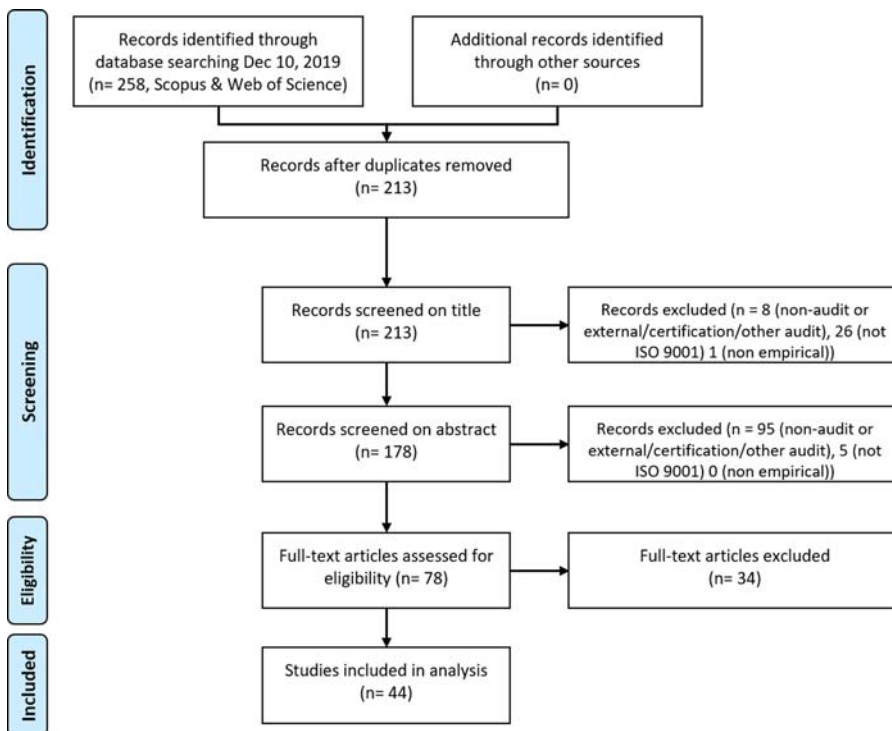 Identification
Records identified through
database searching Dec 10, 2019
(n= 258, Scopus & Web of Science)
Additional records identified
through other sources
(n= 0)
Records after duplicates removed
(n= 213)
Screening
Records screened on title
(n= 213)
Records excluded (n = 8 (non-audit or
external/certification/other audit), 26 (not
ISO 9001) 1 (non empirical))
Records screened on abstract
(n= 178)
Records excluded (n = 95 (non-audit or
external/certification/other audit), 5 (not
ISO 9001) 0 (non empirical))
Eligibility
Full-text articles assessed for
eligibility (n= 78)
Full-text articles excluded
(n= 34)
Included
Studies included in analysis
(n= 44)